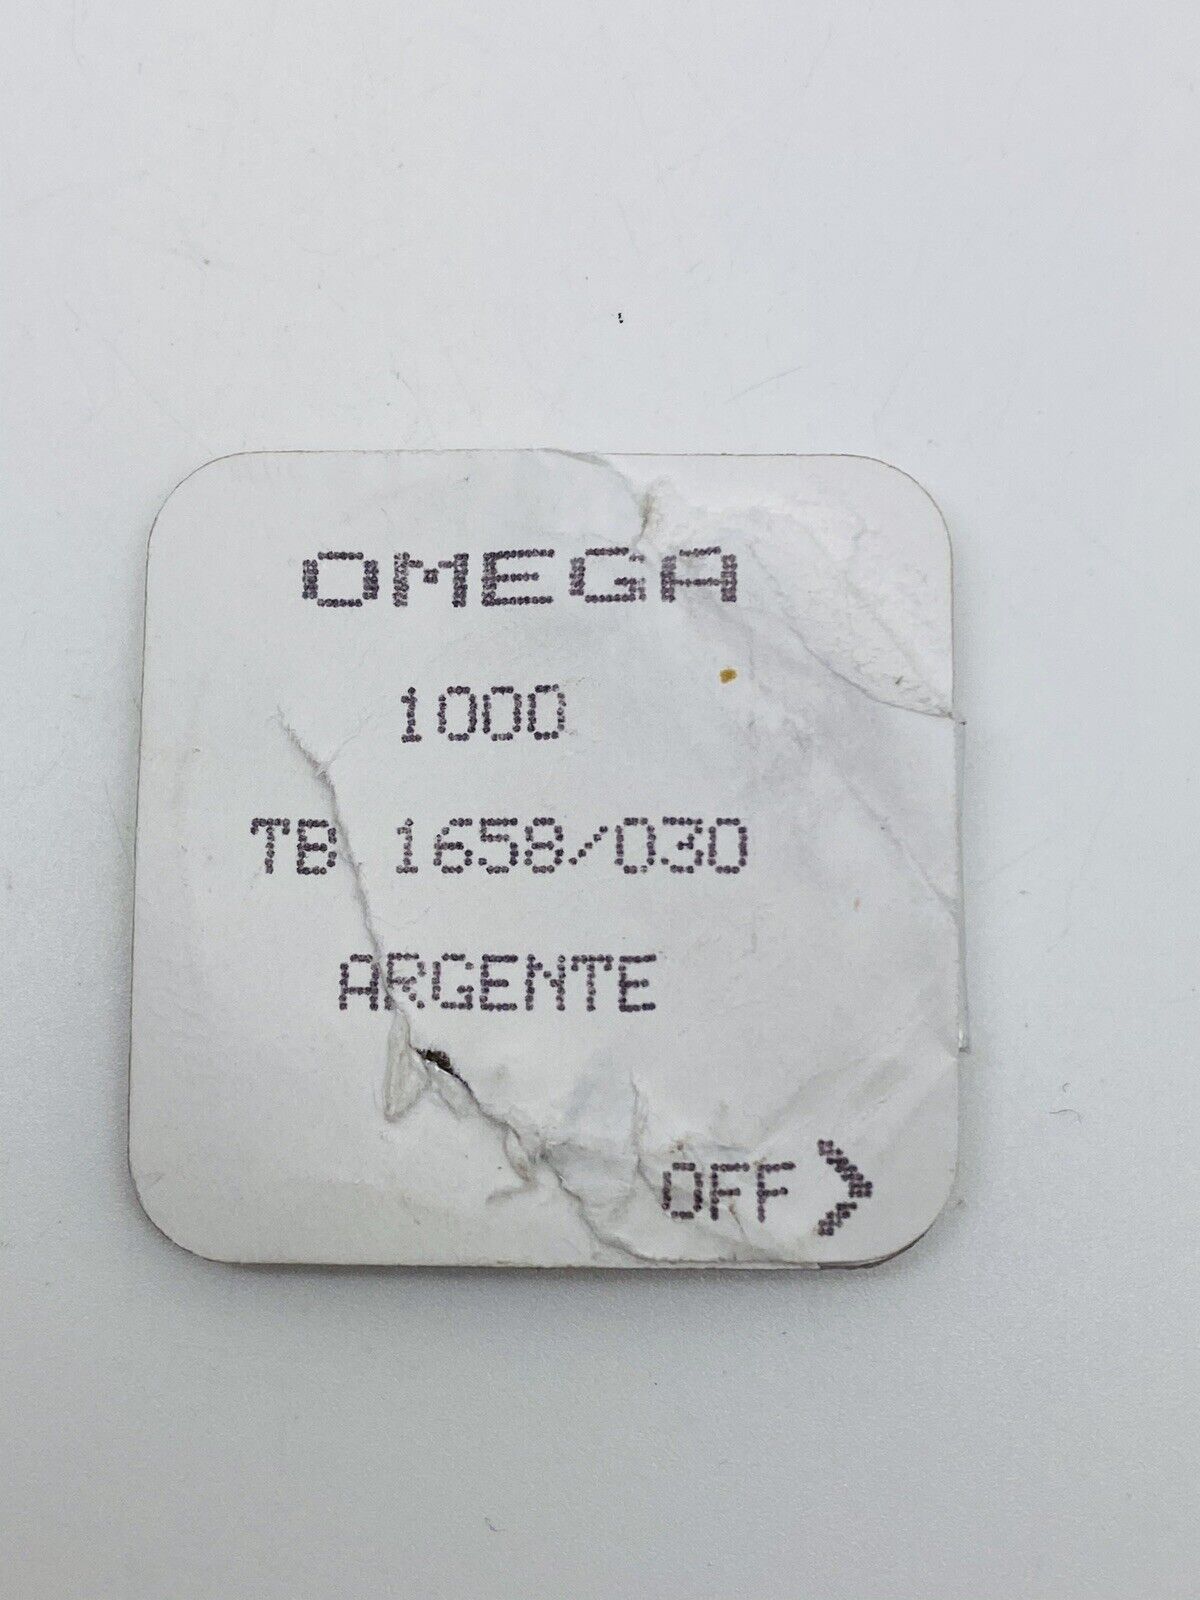 OMEGA
1000
TB 1658/030
ARGENTE
OFF >